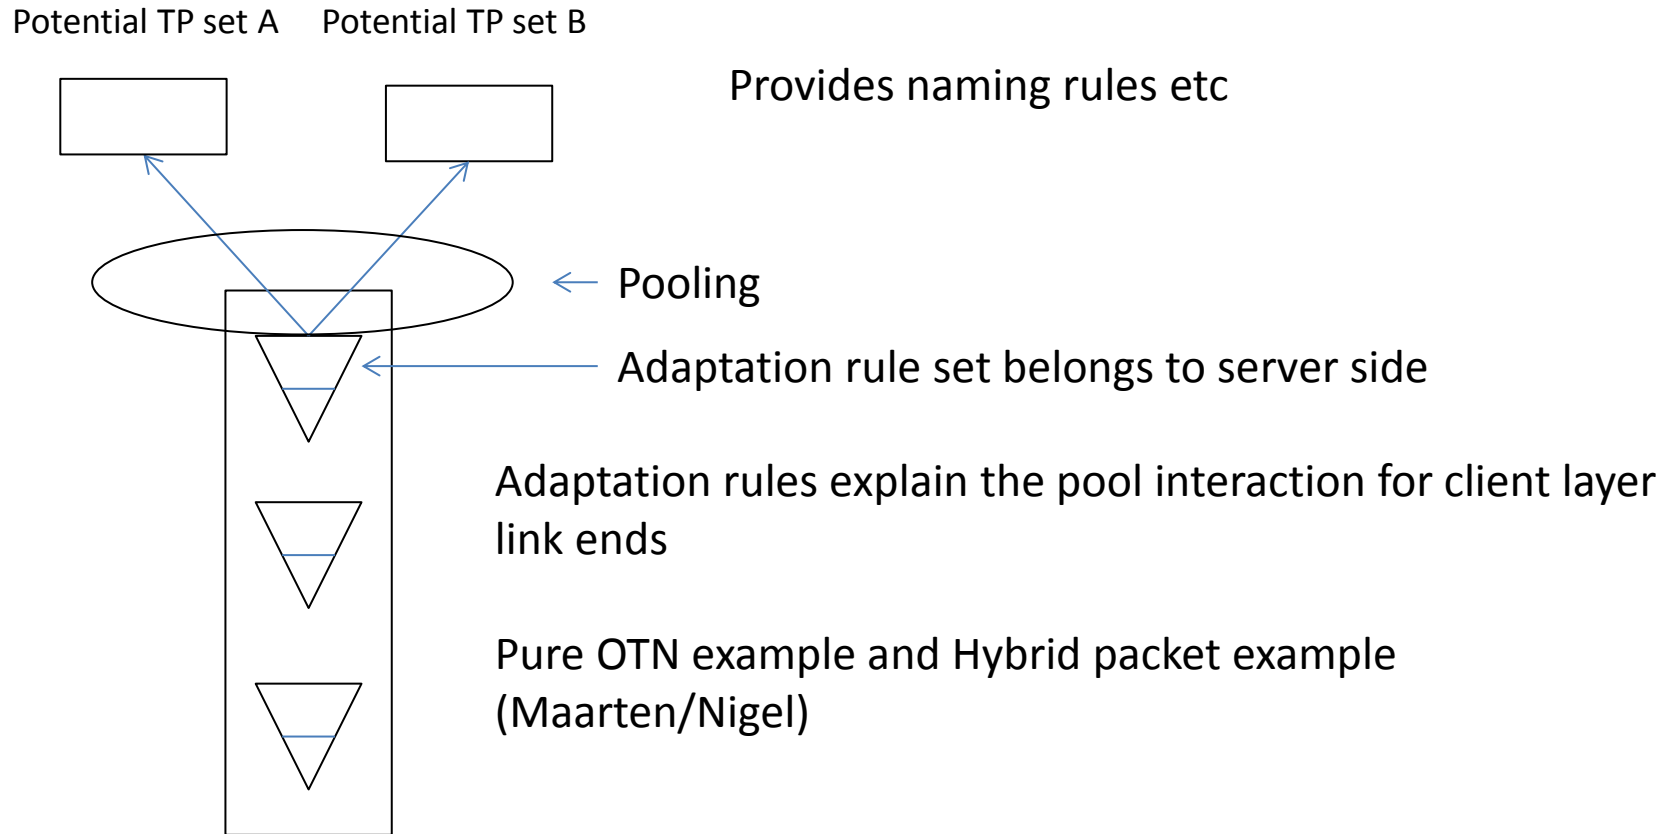 Potential TP set A
Potential TP set B
Provides naming rules etc
Pooling
Adaptation rule set belongs to server side
Adaptation rules explain the pool interaction for client layer
link ends
Pure OTN example and Hybrid packet example
(Maarten/Nigel)